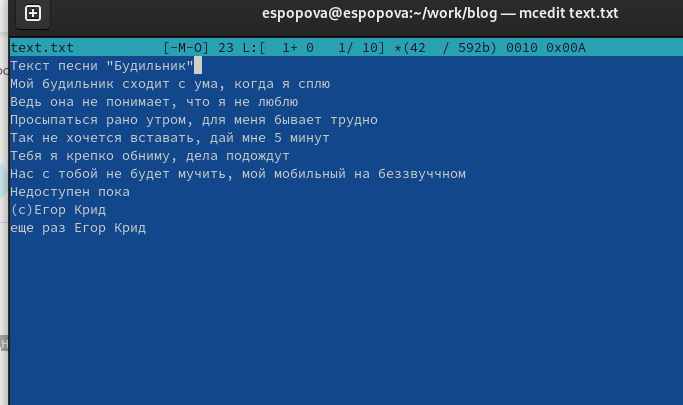 espopova@espopova:~/work/blog — mcedit text.txt
text.txt [-M-O] 23 L:[ 1+ 0 1/ 10] *(42 / 592b) 0010 0x00A
Текст песни "Будильник"
Мой будильник сходит с ума, когда я сплю
Ведь она не понимает, что я не люблю
Просыпаться рано утром, для меня бывает трудно
Так не хочется вставать, дай мне 5 минут
Тебя я крепко обниму, дела подождут
Нас с тобой не будет мучить, мой мобильный на беззвуччном
Недоступен пока
(с)Егор Крид
еще раз Егор Крид